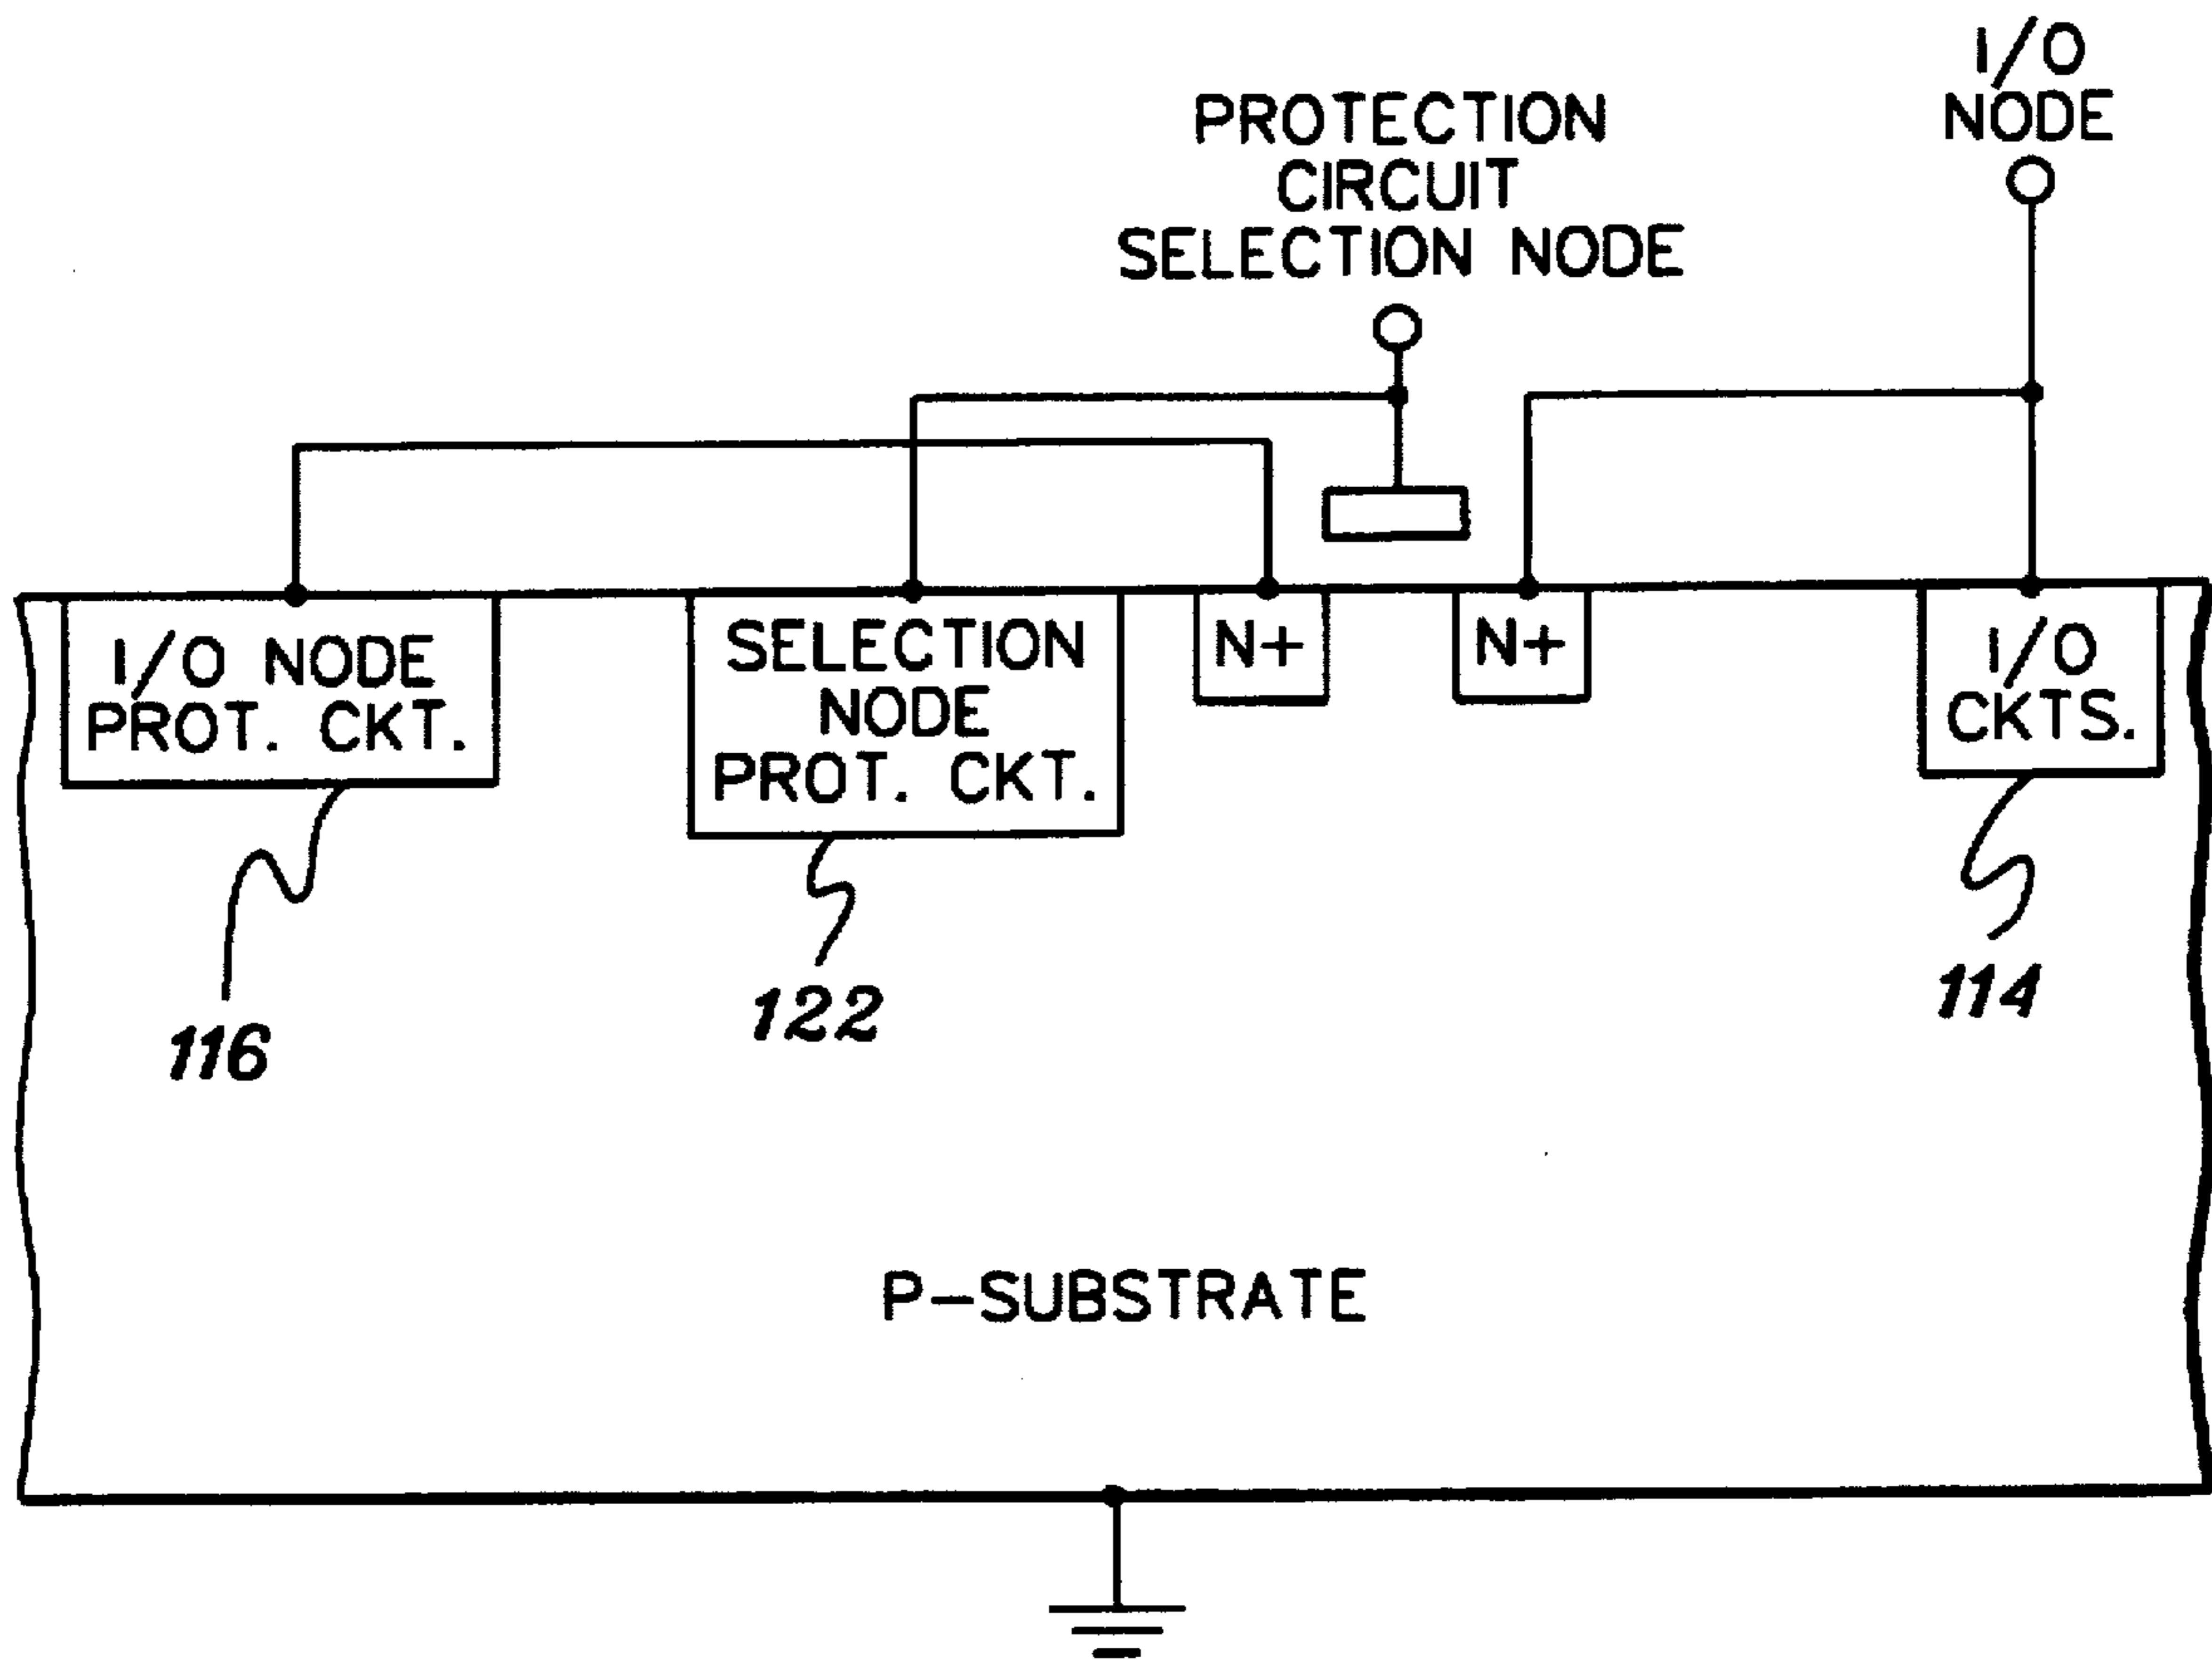 I/O
NODE
PROTECTION
CIRCUIT
SELECTION NODE
I/O NODE
PROT. CKT.
SELECTION
NODE
PROT. CKT.
N+
N+
I/O
CKTS.
116
122
114
P-SUBSTRATE